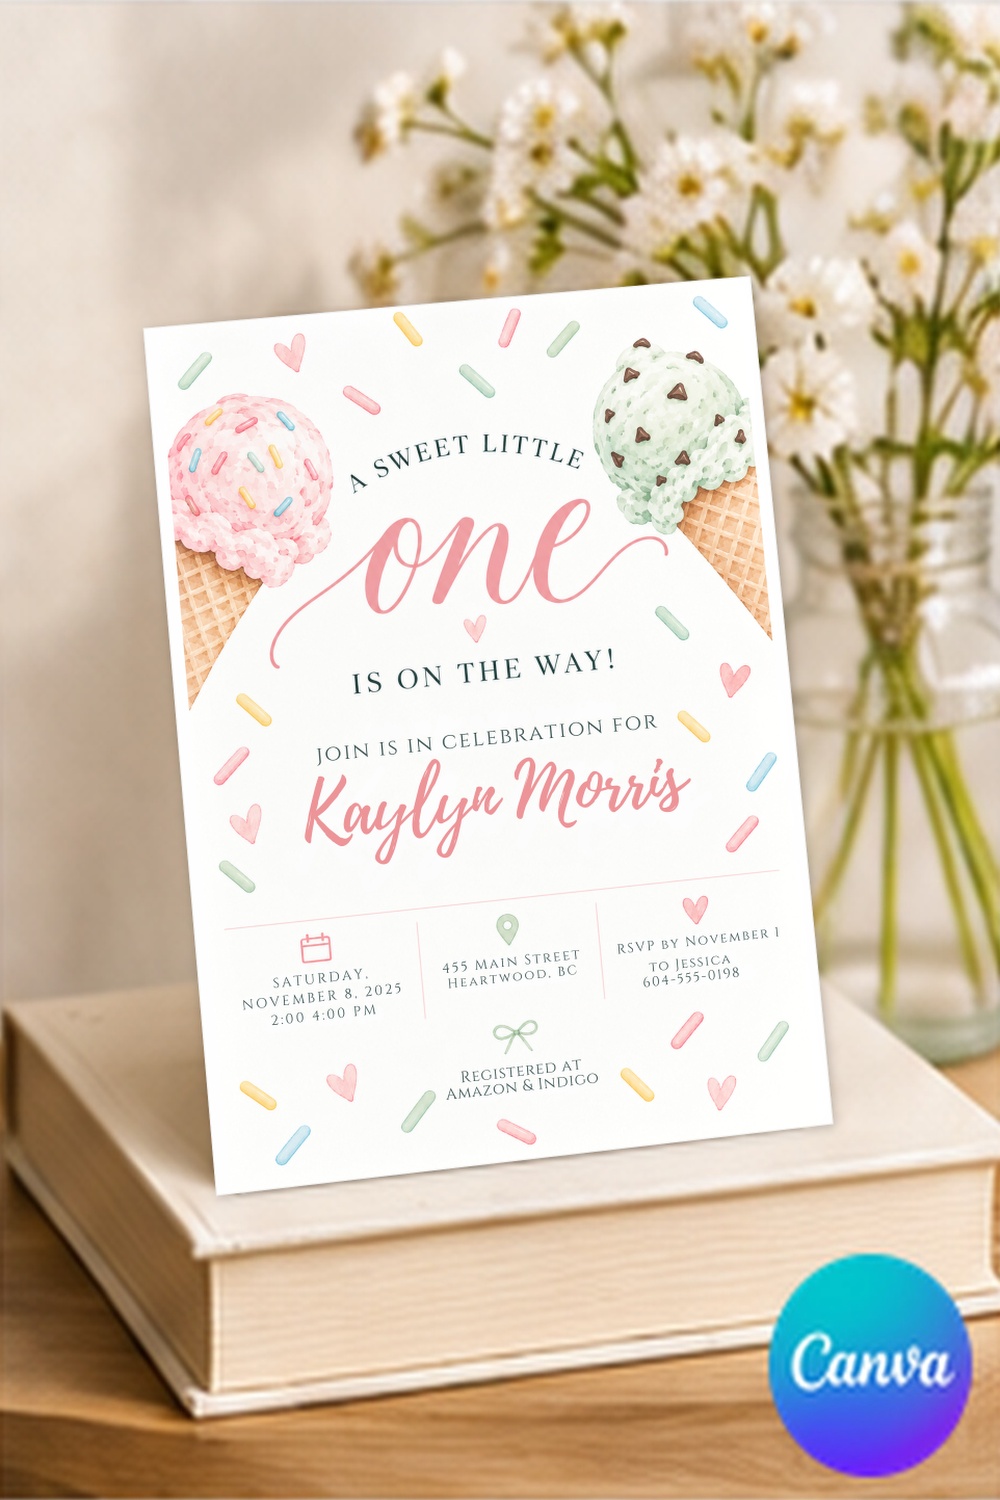 A SWEET LITTLE
one
IS ON THE WAY!
JOIN IS IN CELEBRATION FOR
Kaylyn Morris
SATURDAY,
NOVEMBER 8, 2025
2:00 4:00 PM
455 MAIN STREET
HEARTWOOD, BC
RSVP BY NOVEMBER 1
TO JESSICA
604-555-0198
REGISTERED AT
AMAZON & INDIGO
Canva